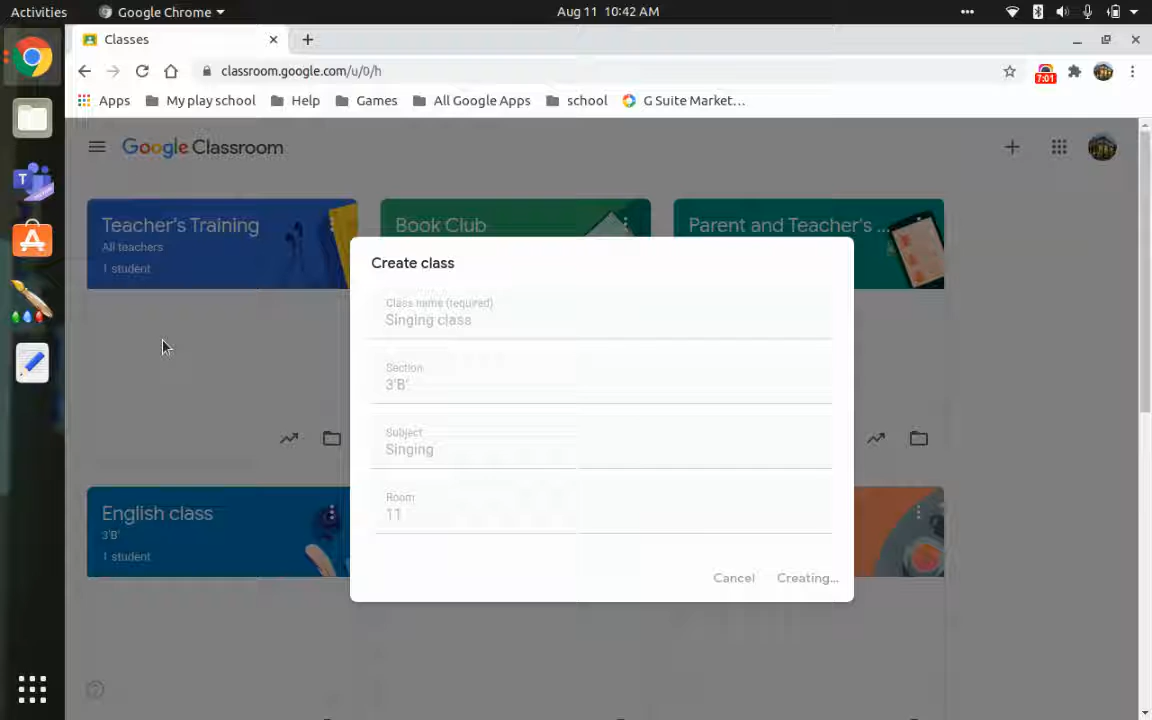 Activities
Google Chrome
Aug 11 10:42 AM
Classes
classroom.google.com/u/0/h
7:01
Apps
My play school
Help
Games
All Google Apps
school
G Suite Market…
Google Classroom
Teacher's Training
All teachers
1 student
Book Club
Parent and Teacher's ...
Create class
Class name (required)
Singing class
Section
3'B'
Subject
Singing
Room
11
Cancel
Creating...
English class
3'B'
1 student